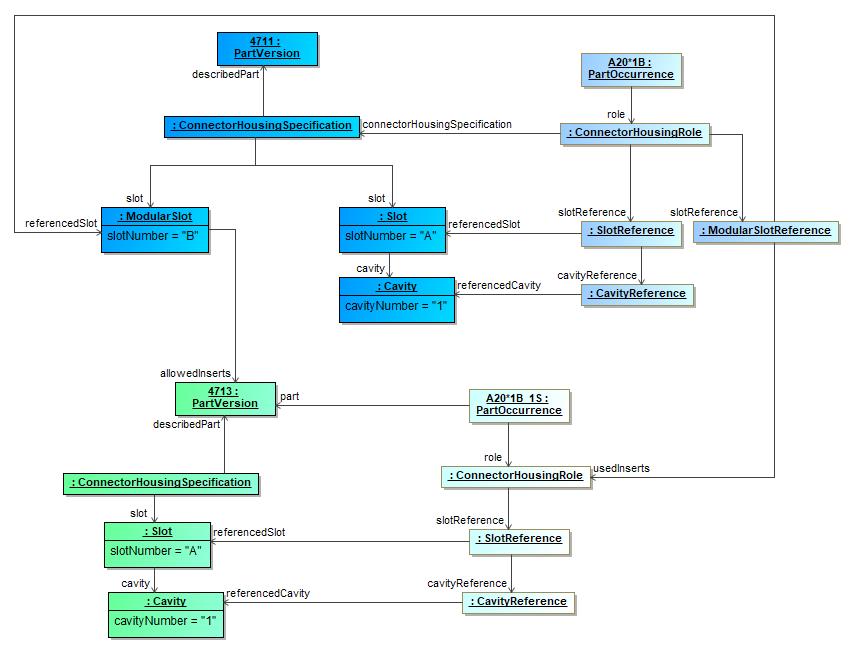 4711 :
PartVersion
describedPart
A20*1B :
PartOccurrence
role
: ConnectorHousingSpecification
connectorHousingSpecification
: ConnectorHousingRole
slot
slot
slotReference
slotReference
referencedSlot
: ModularSlot
slotNumber = "B"
: Slot
slotNumber = "A"
referencedSlot
: SlotReference
: ModularSlotReference
cavity
cavityReference
: Cavity
cavityNumber = "1"
referencedCavity
: CavityReference
allowedInserts
4713 :
PartVersion
part
A20*1B_1S :
PartOccurrence
describedPart
role
: ConnectorHousingSpecification
: ConnectorHousingRole
usedInserts
slot
slotReference
: Slot
slotNumber = "A"
referencedSlot
: SlotReference
cavity
cavityReference
: Cavity
cavityNumber = "1"
referencedCavity
: CavityReference